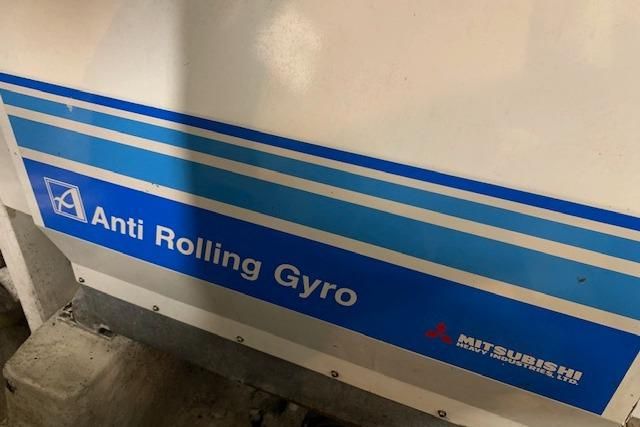 Anti Rolling Gyro
MITSUBISHI
HEAVY INDUSTRIES, LTD.